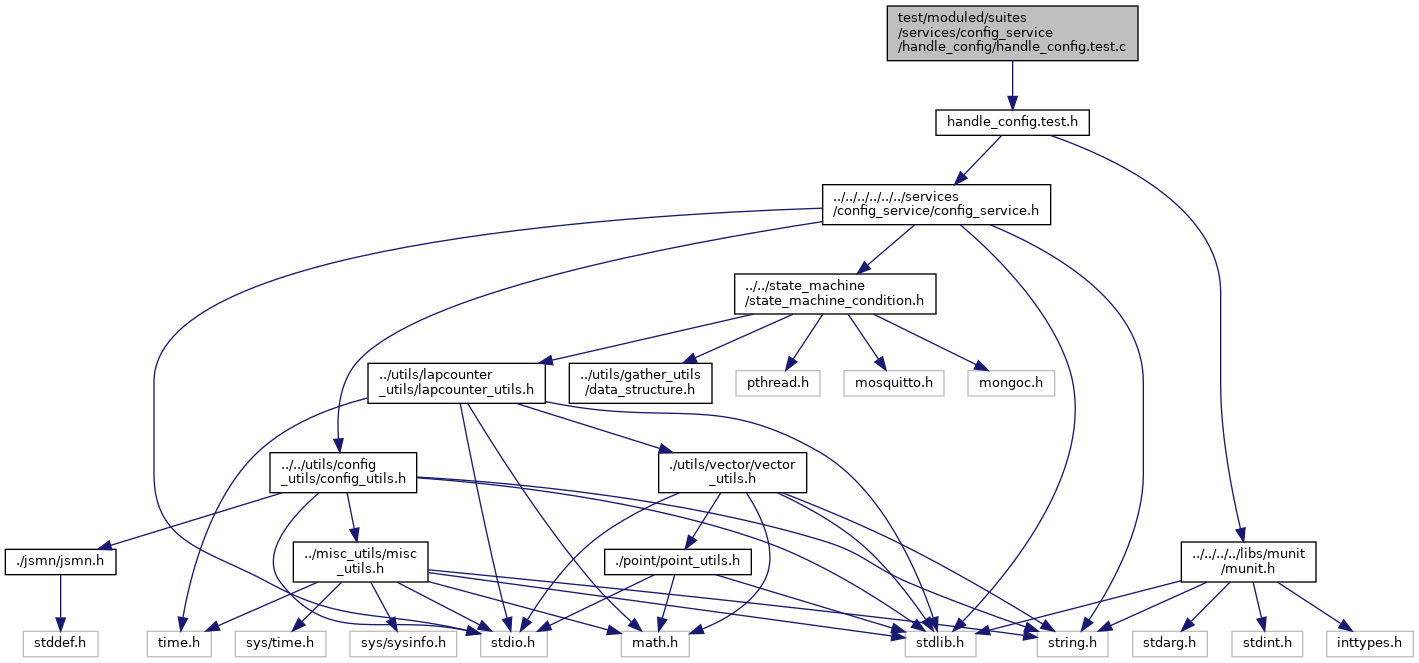 test/moduled/suites
/services/config_service
/handle_config/handle_config.test.c
handle_config.test.h
../../../../../../services
/config_service/config_service.h
../../state_machine
/state_machine_condition.h
../utils/lapcounter
_utils/lapcounter_utils.h
../utils/gather_utils
/data_structure.h
pthread.h
mosquitto.h
mongoc.h
../../utils/config
_utils/config_utils.h
./utils/vector/vector
_utils.h
./jsmn/jsmn.h
../misc_utils/misc
_utils.h
./point/point_utils.h
../../../../libs/munit
/munit.h
stddef.h
time.h
sys/time.h
sys/sysinfo.h
stdio.h
math.h
stdlib.h
string.h
stdarg.h
stdint.h
inttypes.h